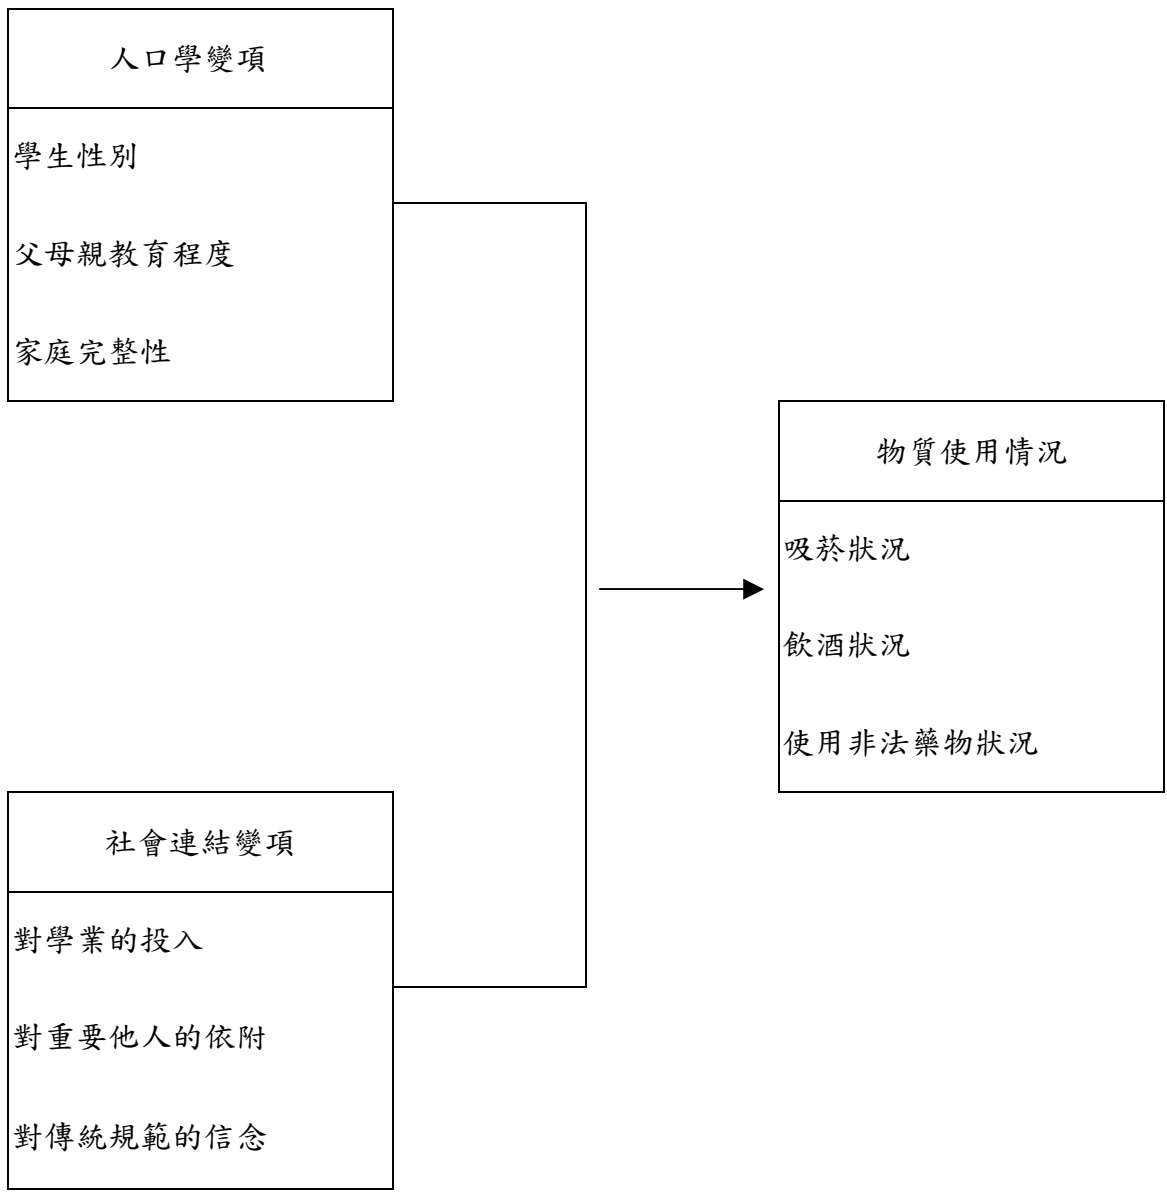 人口學變項
學生性別
父母親教育程度
家庭完整性
物質使用情況
吸菸狀況
飲酒狀況
使用非法藥物狀況
社會連結變項
對學業的投入
對重要他人的依附
對傳統規範的信念